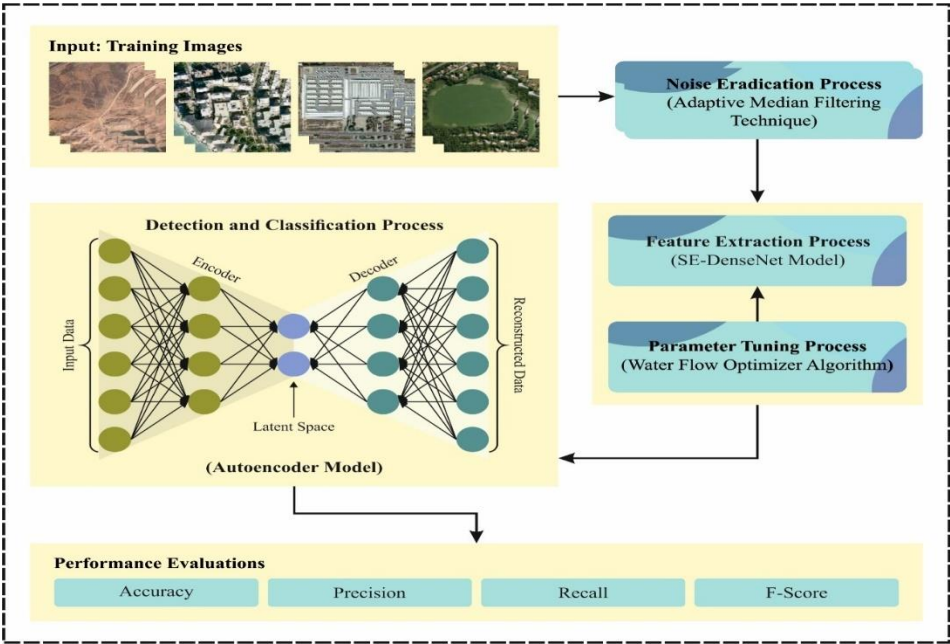 Input: Training Images
Noise Eradication Process
(Adaptive Median Filtering
Technique)
Feature Extraction Process
(SE-DenseNet Model)
Parameter Tuning Process
(Water Flow Optimizer Algorithm)
Detection and Classification Process
Encoder
Decoder
Input Data
Reconstructed Data
Latent Space
(Autoencoder Model)
Performance Evaluations
Accuracy
Precision
Recall
F-Score